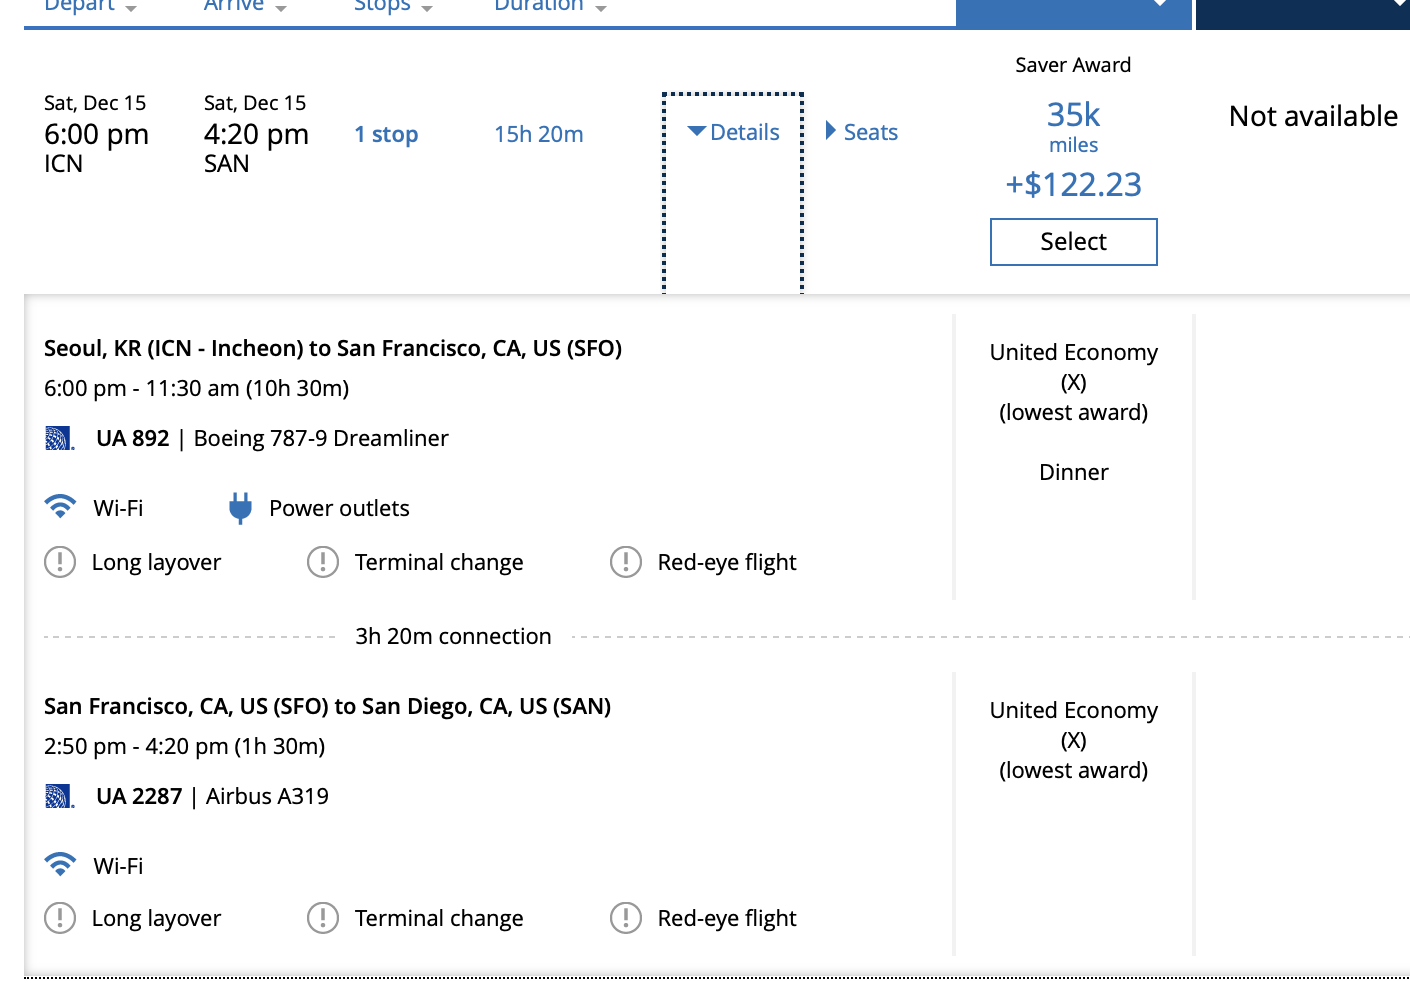 Depart Arrive Stops Duration
Saver Award
Sat, Dec 15 Sat, Dec 15
6:00 pm 4:20 pm 1 stop 15h 20m Details Seats 35k Not available
ICN SAN miles
+$122.23
Select
Seoul, KR (ICN - Incheon) to San Francisco, CA, US (SFO)
6:00 pm - 11:30 am (10h 30m)
UA 892 | Boeing 787-9 Dreamliner
Wi-Fi Power outlets
Long layover Terminal change Red-eye flight
United Economy
(X)
(lowest award)
Dinner
3h 20m connection
San Francisco, CA, US (SFO) to San Diego, CA, US (SAN)
2:50 pm - 4:20 pm (1h 30m)
UA 2287 | Airbus A319
Wi-Fi
Long layover Terminal change Red-eye flight
United Economy
(X)
(lowest award)